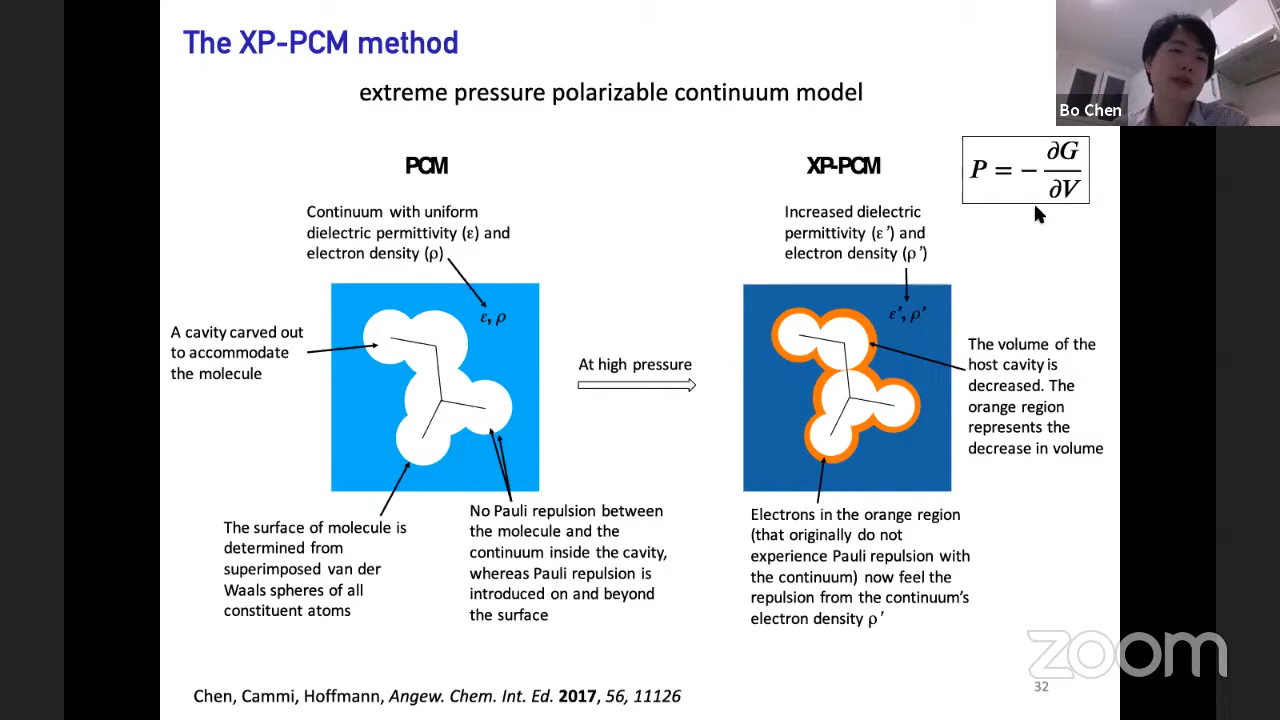 The XP-PCM method
extreme pressure polarizable continuum model
Bo Chen
PCM
XP-PCM
P = − ∂G/∂V
Continuum with uniform
dielectric permittivity (ε) and
electron density (ρ)
Increased dielectric
permittivity (ε’) and
electron density (ρ’)
ε, ρ
ε’, ρ’
A cavity carved out
to accommodate
the molecule
At high pressure
The volume of the
host cavity is
decreased. The
orange region
represents the
decrease in volume
The surface of molecule is
determined from
superimposed van der
Waals spheres of all
constituent atoms
No Pauli repulsion between
the molecule and the
continuum inside the cavity,
whereas Pauli repulsion is
introduced on and beyond
the surface
Electrons in the orange region
(that originally do not
experience Pauli repulsion with
the continuum) now feel the
repulsion from the continuum’s
electron density ρ’
zoom
32
Chen, Cammi, Hoffmann, Angew. Chem. Int. Ed. 2017, 56, 11126